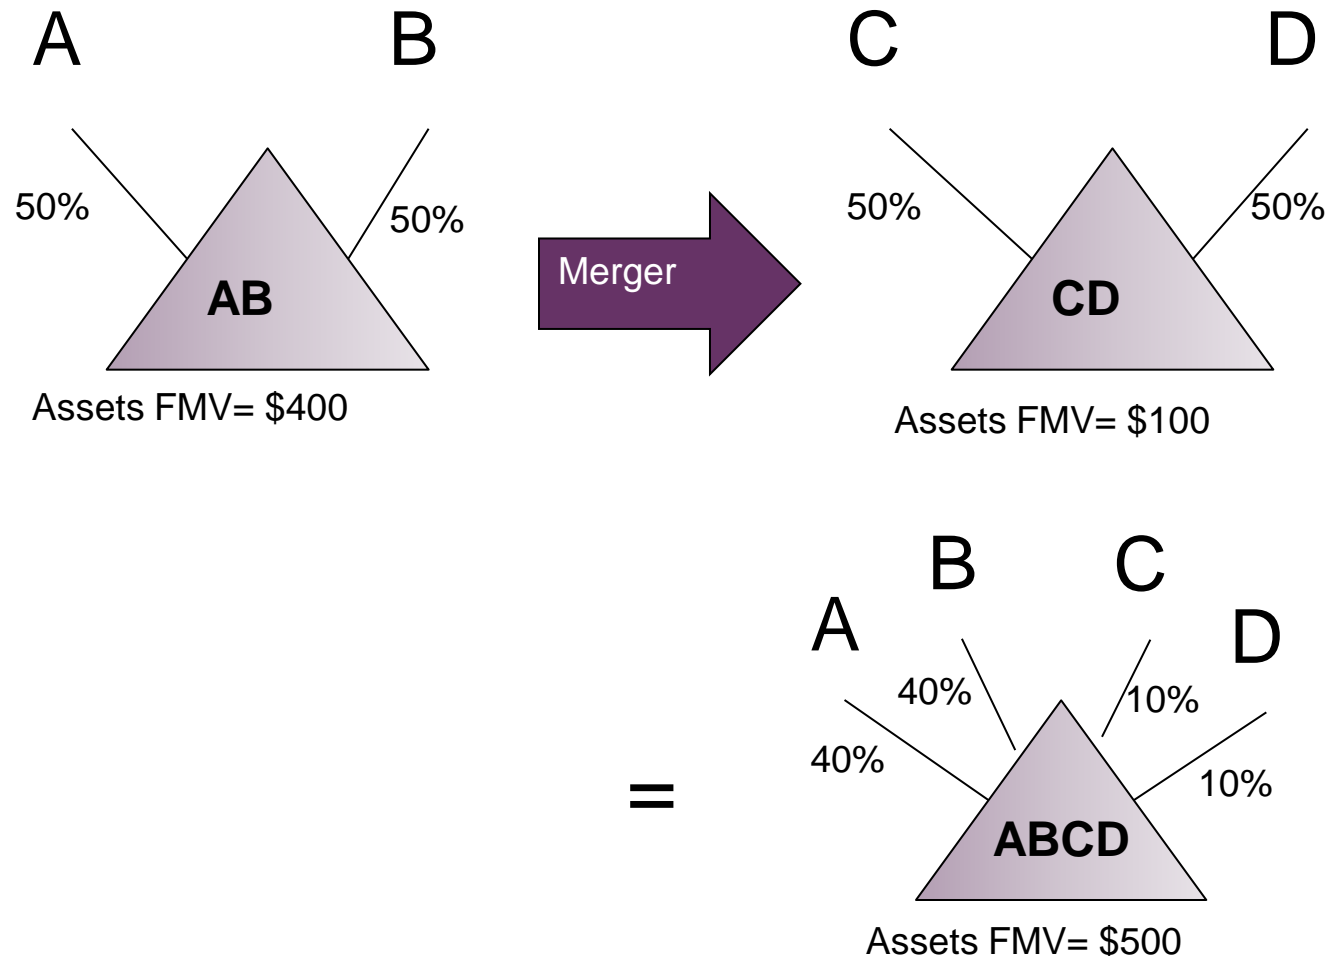 A
B
C
D
50%
50%
50%
50%
AB
Merger
CD
Assets FMV= $400
Assets FMV= $100
B
C
A
D
40%
10%
40%
10%
=
ABCD
Assets FMV= $500